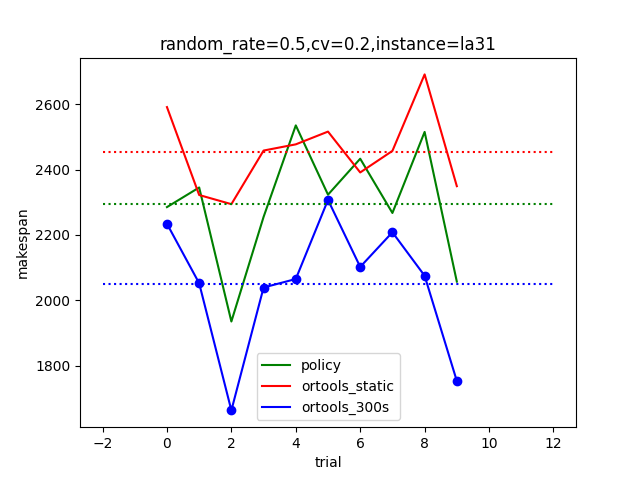 random_rate=0.5,cv=0.2,instance=la31
makespan
2600
2400
2200
2000
1800
policy
ortools_static
ortools_300s
−2 0 2 4 6 8 10 12
trial